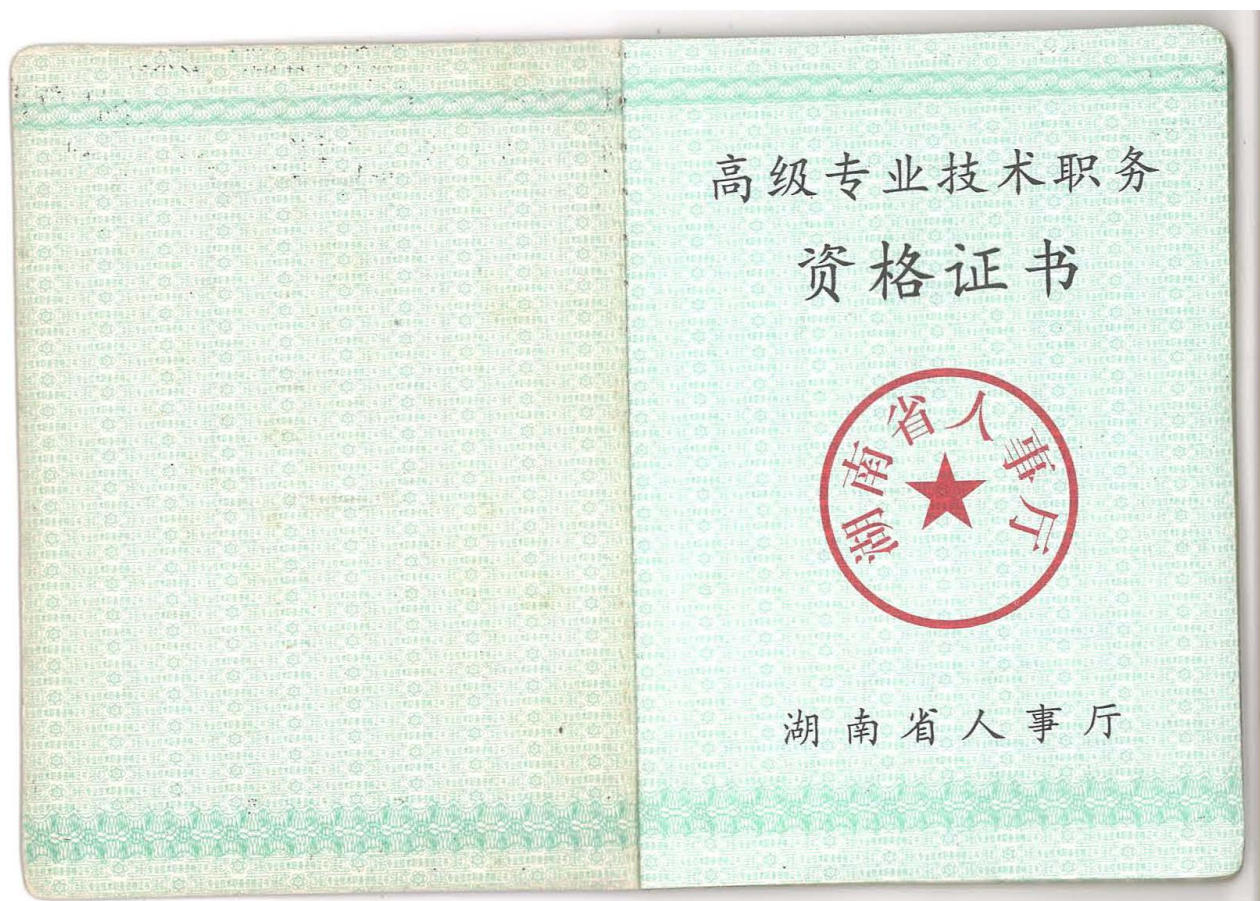 高级专业技术职务
资格证书
湖南省人事厅
湖南省人事厅